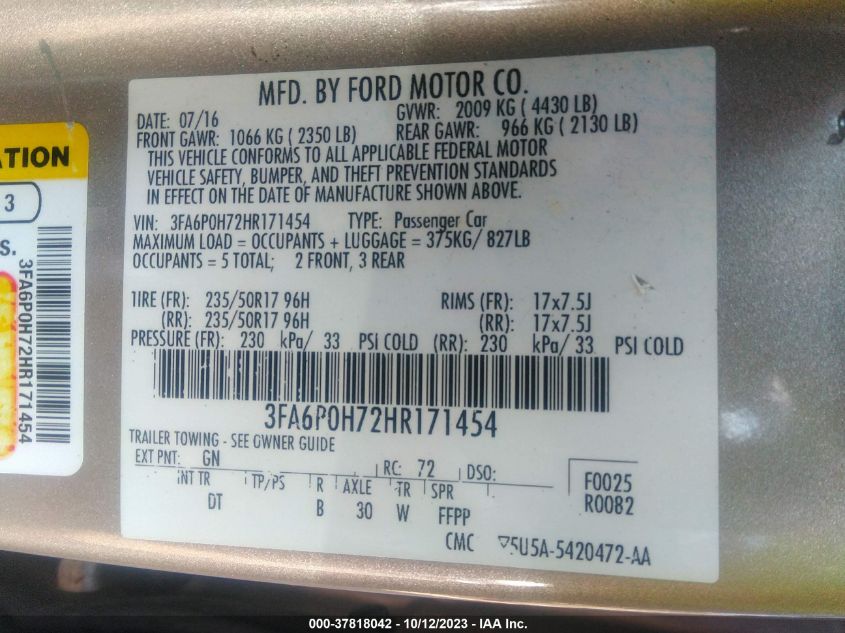 MFD. BY FORD MOTOR CO.
DATE: 07/16 GVWR: 2009 KG ( 4430 LB)
FRONT GAWR: 1066 KG ( 2350 LB) REAR GAWR: 966 KG ( 2130 LB)
THIS VEHICLE CONFORMS TO ALL APPLICABLE FEDERAL MOTOR
VEHICLE SAFETY, BUMPER, AND THEFT PREVENTION STANDARDS
IN EFFECT ON THE DATE OF MANUFACTURE SHOWN ABOVE.
VIN: 3FA6P0H72HR171454 TYPE: Passenger Car
MAXIMUM LOAD = OCCUPANTS + LUGGAGE = 375KG/ 827LB
OCCUPANTS = 5 TOTAL; 2 FRONT, 3 REAR
TIRE (FR): 235/50R17 96H RIMS (FR): 17x7.5J
(RR): 235/50R17 96H (RR): 17x7.5J
PRESSURE (FR): 230 kPa/ 33 PSI COLD (RR): 230 kPa/ 33 PSI COLD
3FA6P0H72HR171454
TRAILER TOWING - SEE OWNER GUIDE
EXT PNT: GN RC: 72 DSO:
INT TR TP/PS R AXLE TR SPR
DT B 30 W FFPP
F0025
R0082
CMC ▽5U5A-5420472-AA
ATION
3
S.
3FA6P0H72HR171454
000-37818042 - 10/12/2023 - IAA Inc.